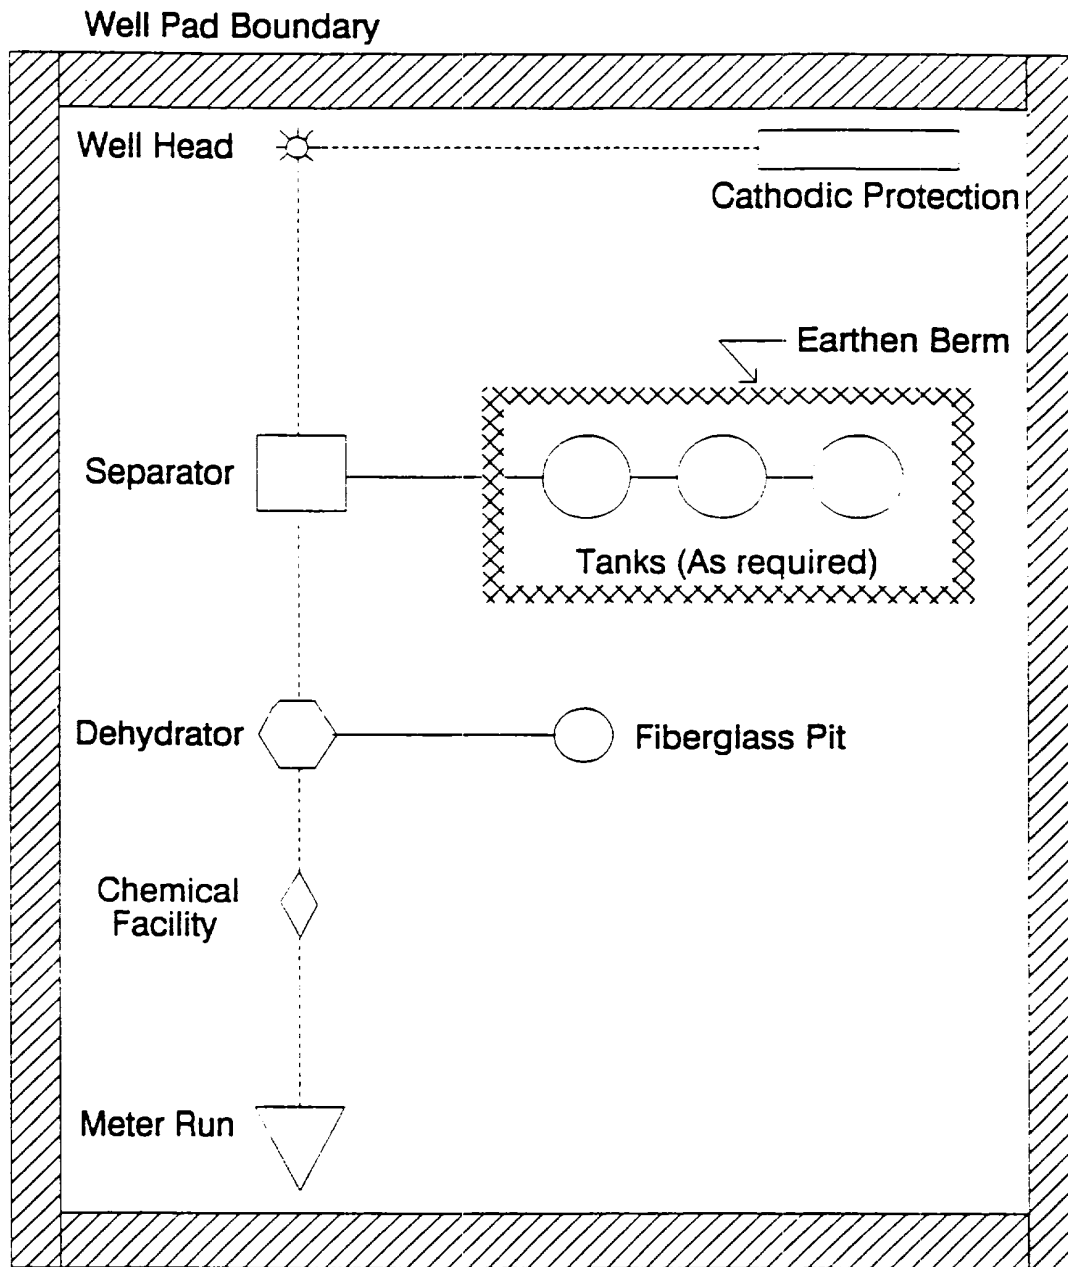 Well Pad Boundary
Well Head
Cathodic Protection
Earthen Berm
Separator
Tanks (As required)
Dehydrator
Fiberglass Pit
Chemical
Facility
Meter Run